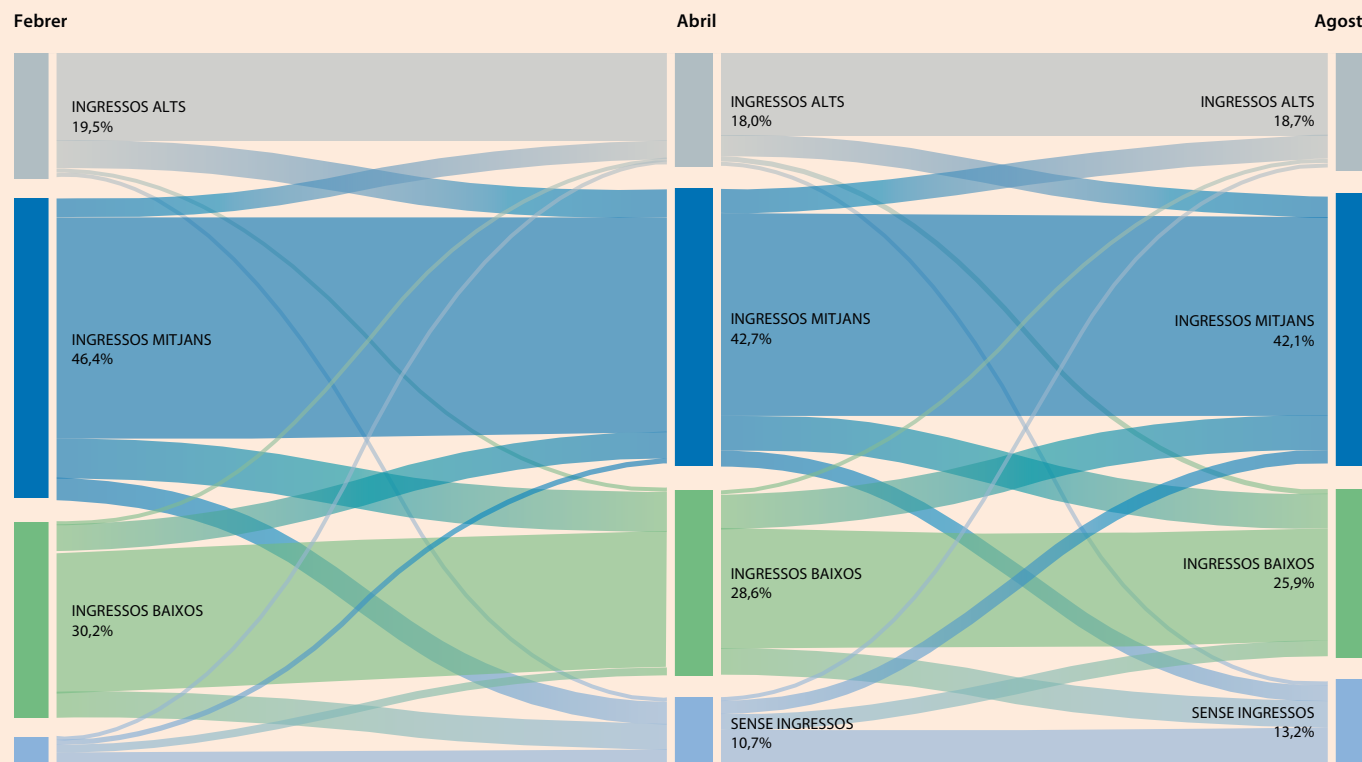 Febrer
Abril
Agost
INGRESSOS ALTS
19,5%
INGRESSOS MITJANS
46,4%
INGRESSOS BAIXOS
30,2%
INGRESSOS ALTS
18,0%
INGRESSOS MITJANS
42,7%
INGRESSOS BAIXOS
28,6%
SENSE INGRESSOS
10,7%
INGRESSOS ALTS
18,7%
INGRESSOS MITJANS
42,1%
INGRESSOS BAIXOS
25,9%
SENSE INGRESSOS
13,2%